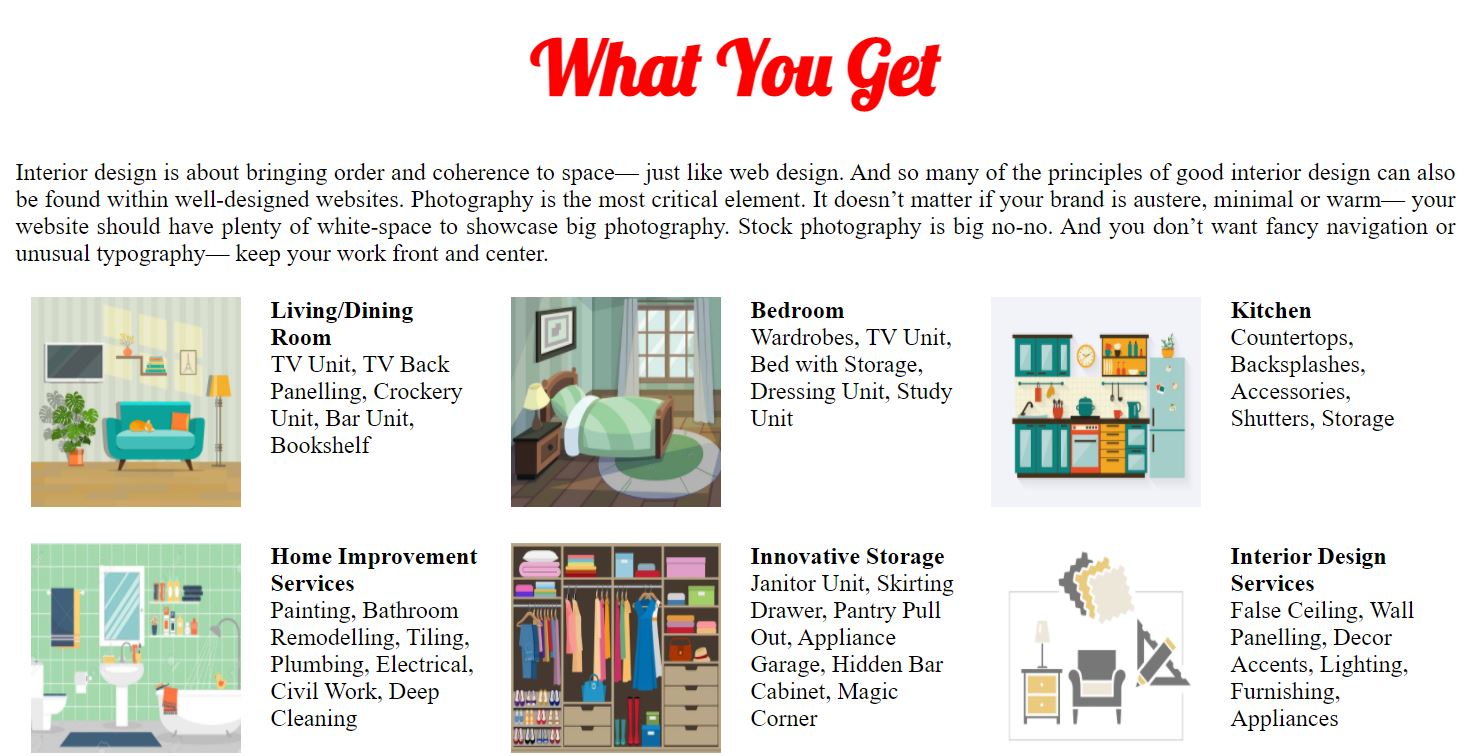 What You Get
Interior design is about bringing order and coherence to space— just like web design. And so many of the principles of good interior design can also
be found within well-designed websites. Photography is the most critical element. It doesn’t matter if your brand is austere, minimal or warm— your
website should have plenty of white-space to showcase big photography. Stock photography is big no-no. And you don’t want fancy navigation or
unusual typography— keep your work front and center.
Living/Dining
Room
TV Unit, TV Back
Panelling, Crockery
Unit, Bar Unit,
Bookshelf
Bedroom
Wardrobes, TV Unit,
Bed with Storage,
Dressing Unit, Study
Unit
Kitchen
Countertops,
Backsplashes,
Accessories,
Shutters, Storage
Home Improvement
Services
Painting, Bathroom
Remodelling, Tiling,
Plumbing, Electrical,
Civil Work, Deep
Cleaning
Innovative Storage
Janitor Unit, Skirting
Drawer, Pantry Pull
Out, Appliance
Garage, Hidden Bar
Cabinet, Magic
Corner
Interior Design
Services
False Ceiling, Wall
Panelling, Decor
Accents, Lighting,
Furnishing,
Appliances